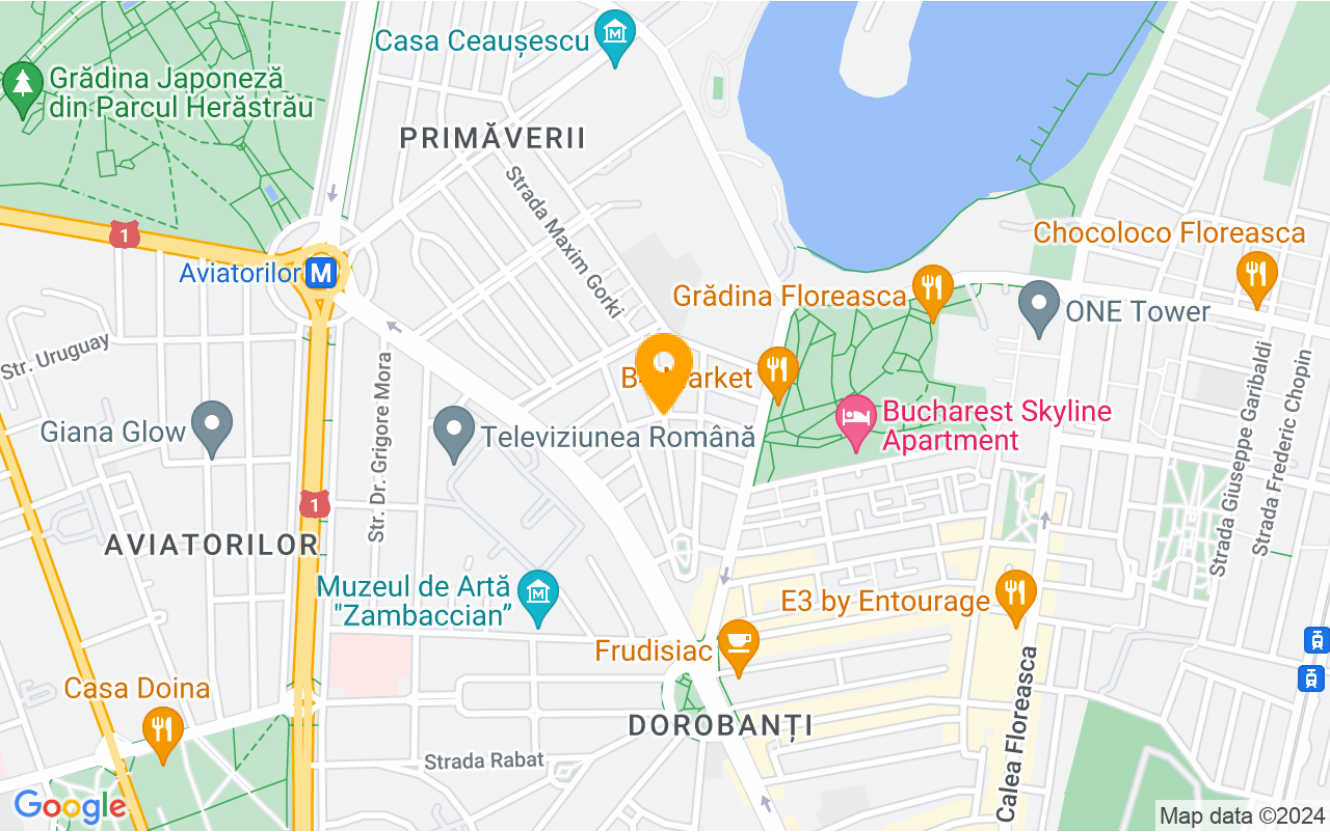 Casa Ceaușescu
Grădina Japoneză
din Parcul Herăstrău
PRIMĂVERII
Strada Maxim Gorki
1
Chocoloco Floreasca
Aviatorilor
M
Grădina Floreasca
ONE Tower
Str. Uruguay
Str. Dr. Grigore Mora
Market
Strada Giuseppe Garibaldi
Strada Frederic Chopin
Giana Glow
Televiziunea Română
Bucharest Skyline
Apartment
1
AVIATORILOR
Muzeul de Artă
"Zambaccian”
E3 by Entourage
Frudisiac
Casa Doina
DOROBANȚI
Calea Floreasca
Strada Rabat
Google
Map data ©2024